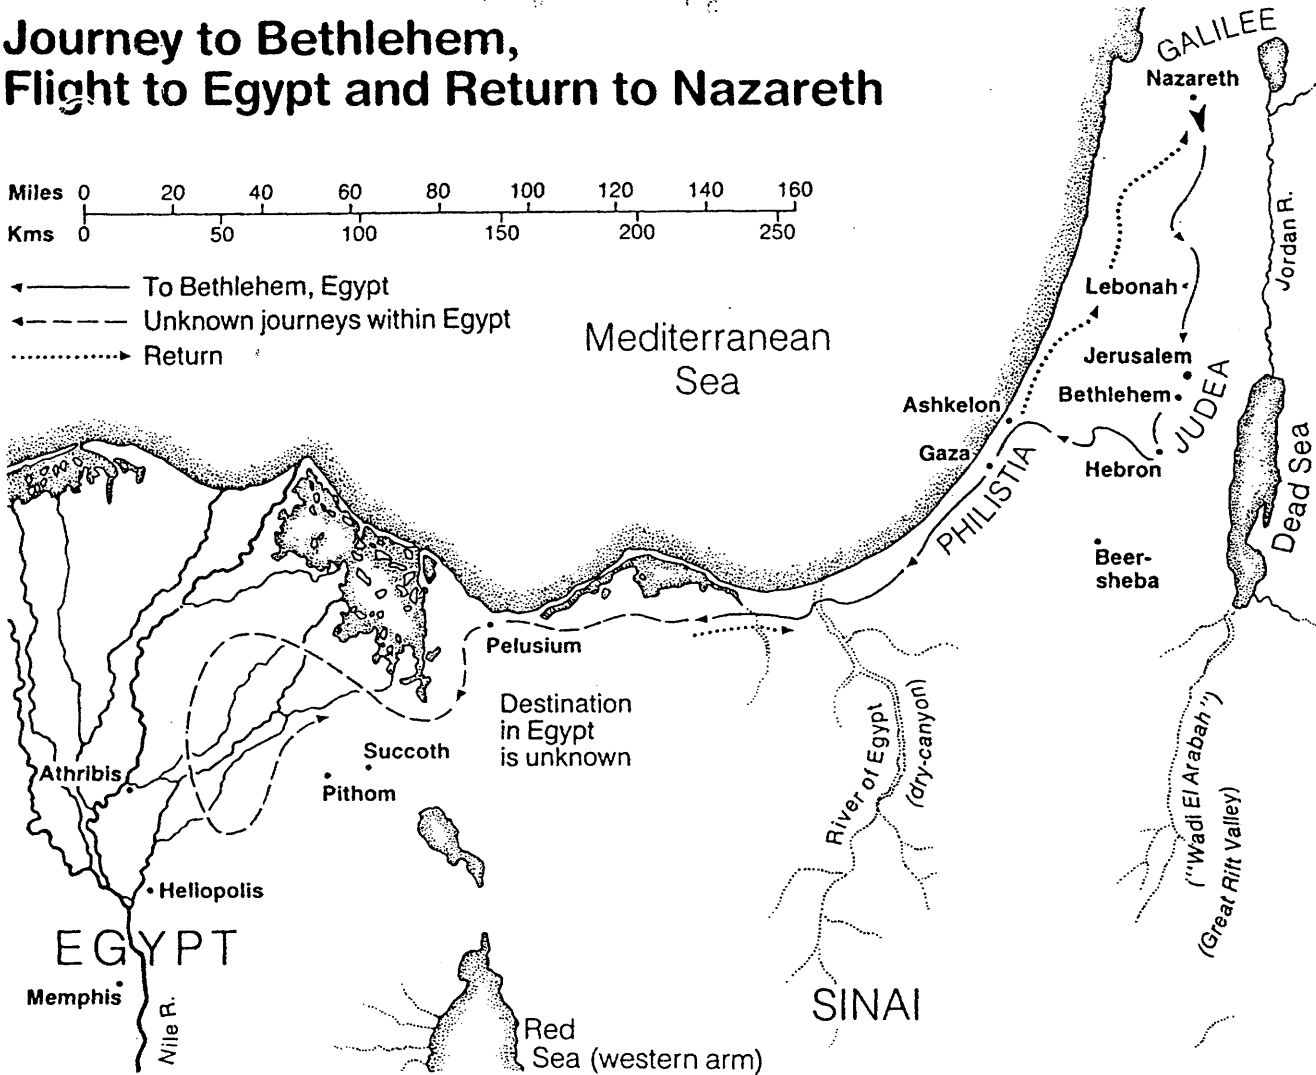 Journey to Bethlehem,
Flight to Egypt and Return to Nazareth
Miles 0 20 40 60 80 100 120 140 160
Kms 0 50 100 150 200 250
To Bethlehem, Egypt
Unknown journeys within Egypt
Return
Mediterranean
Sea
GALILEE
Nazareth
Jordan R.
Lebonah
Jerusalem
Bethlehem
JUDEA
Ashkelon
Gaza
Hebron
PHILISTIA
Dead Sea
Beer-
sheba
Pelusium
Destination
in Egypt
is unknown
Succoth
Pithom
Athribis
Heliopolis
EGYPT
Memphis
Nile R.
River of Egypt
(dry-canyon)
("Wadi El Arabah")
(Great Rift Valley)
SINAI
Red
Sea (western arm)